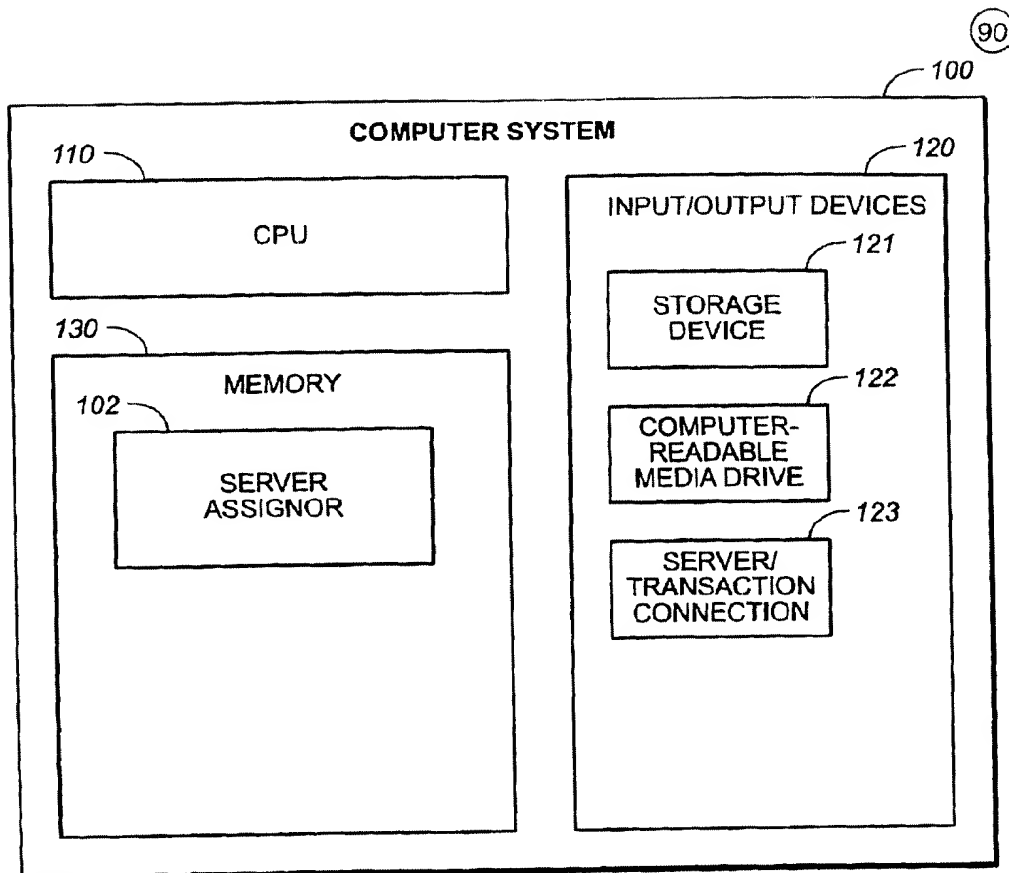 90
100
COMPUTER SYSTEM
110
CPU
120
INPUT/OUTPUT DEVICES
121
STORAGE
DEVICE
130
MEMORY
102
SERVER
ASSIGNOR
122
COMPUTER-
READABLE
MEDIA DRIVE
123
SERVER/
TRANSACTION
CONNECTION